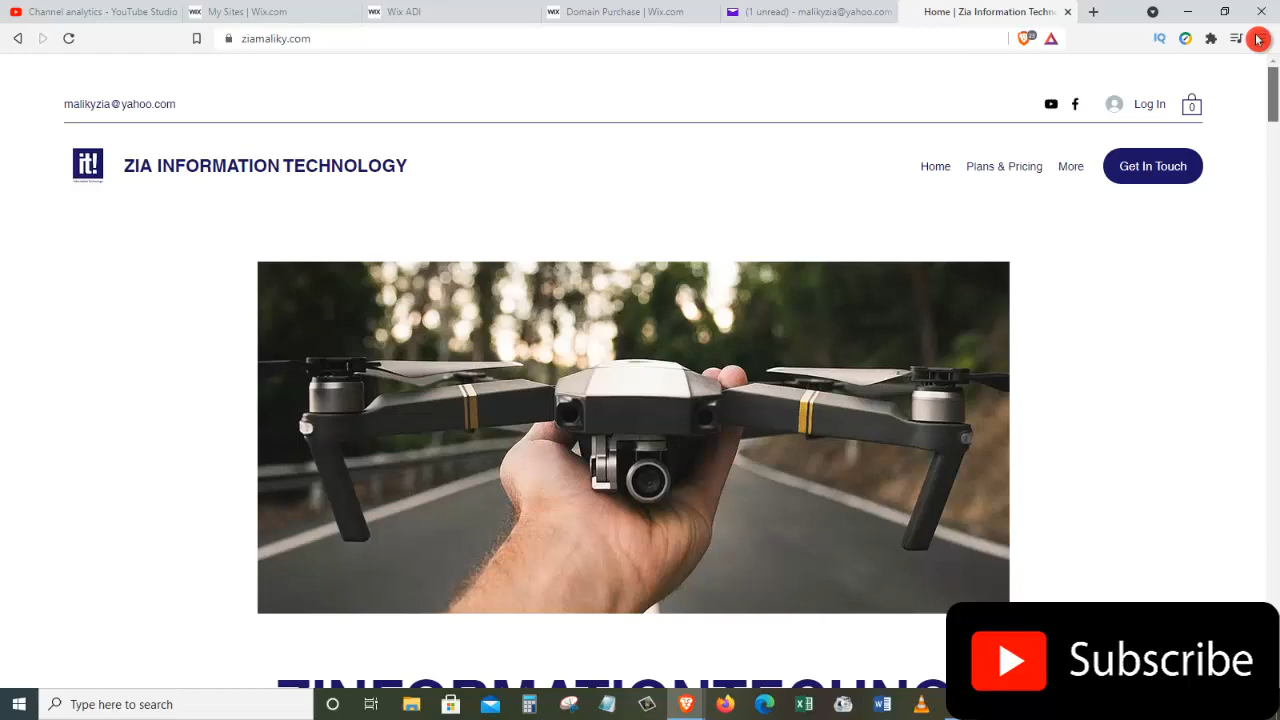 Channel analytics - YouTube Studio
My Sites | Wix.com
Wix ADI
Domain Purchase | Wix.com
(1 unread) - malikyzia@yahoo.com
Home | Zia Information Techn
ziamaliky.com
malikyzia@yahoo.com
Log In
0
it!
ZIA INFORMATION TECHNOLOGY
Home
Plans & Pricing
More
Get In Touch
Subscribe
Type here to search